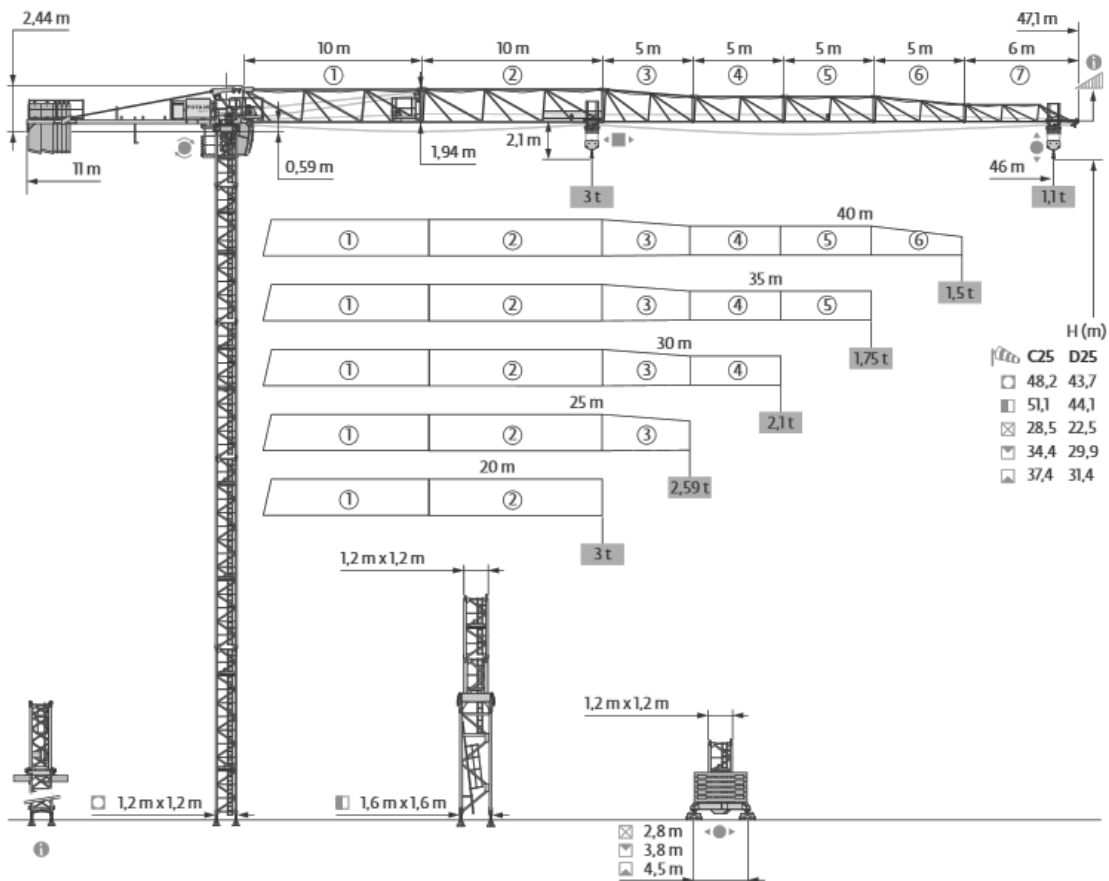 2,44 m
47,1 m
10 m 10 m 5 m 5 m 5 m 5 m 6 m
① ② ③ ④ ⑤ ⑥ ⑦
i
POTAIN
0,59 m
1,94 m
2,1 m
11 m
46 m
3 t
1,1 t
40 m
① ② ③ ④ ⑤ ⑥
1,5 t
35 m
① ② ③ ④ ⑤
1,75 t
30 m
① ② ③ ④
2,1 t
25 m
① ② ③
2,59 t
20 m
① ②
3 t
H (m)
C25 D25
48,2 43,7
51,1 44,1
28,5 22,5
34,4 29,9
37,4 31,4
1,2 m x 1,2 m
1,2 m x 1,2 m
1,2 m x 1,2 m
1,6 m x 1,6 m
i
2,8 m
3,8 m
4,5 m